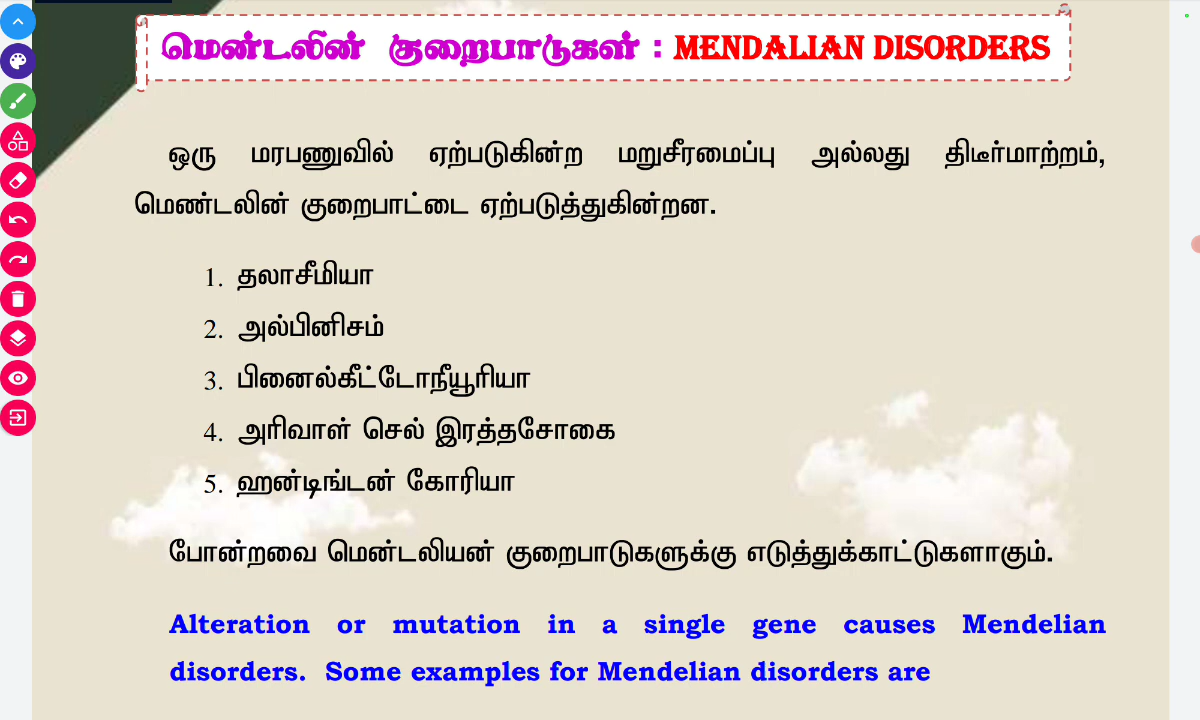 மென்டலின் குறைபாடுகள் : MENDALIAN DISORDERS
ஒரு மரபணுவில் ஏற்படுகின்ற மறுசீரமைப்பு அல்லது திடீர்மாற்றம்,
மெண்டலின் குறைபாட்டை ஏற்படுத்துகின்றன.
1. தலாசீமியா
2. அல்பினிசம்
3. பினைல்கீட்டோநீயூரியா
4. அரிவாள் செல் இரத்தசோகை
5. ஹன்டிங்டன் கோரியா
போன்றவை மென்டலியன் குறைபாடுகளுக்கு எடுத்துக்காட்டுகளாகும்.
Alteration or mutation in a single gene causes Mendelian
disorders. Some examples for Mendelian disorders are